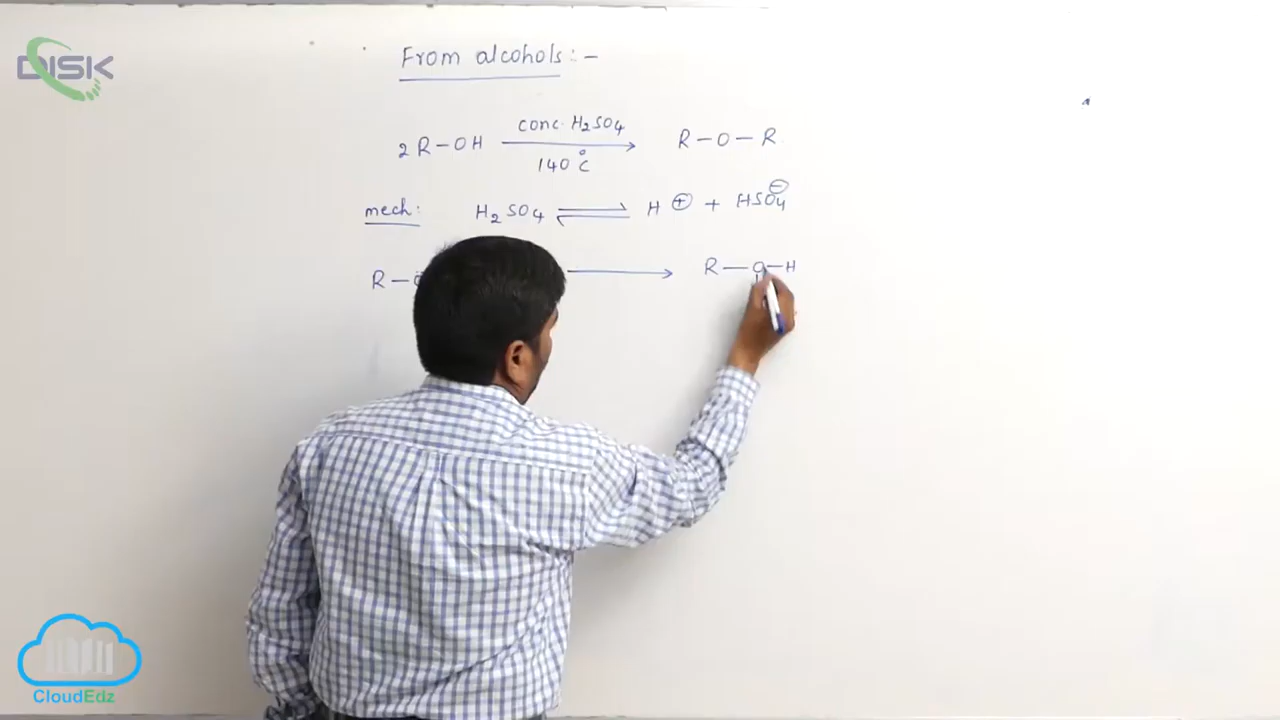 DISK
From alcohols :-
2 R-OH conc. H2SO4 140°C R-O-R
mech: H2SO4 ⇌ H⊕ + HSO4⊖
R-O → R-O-H
CloudEdz